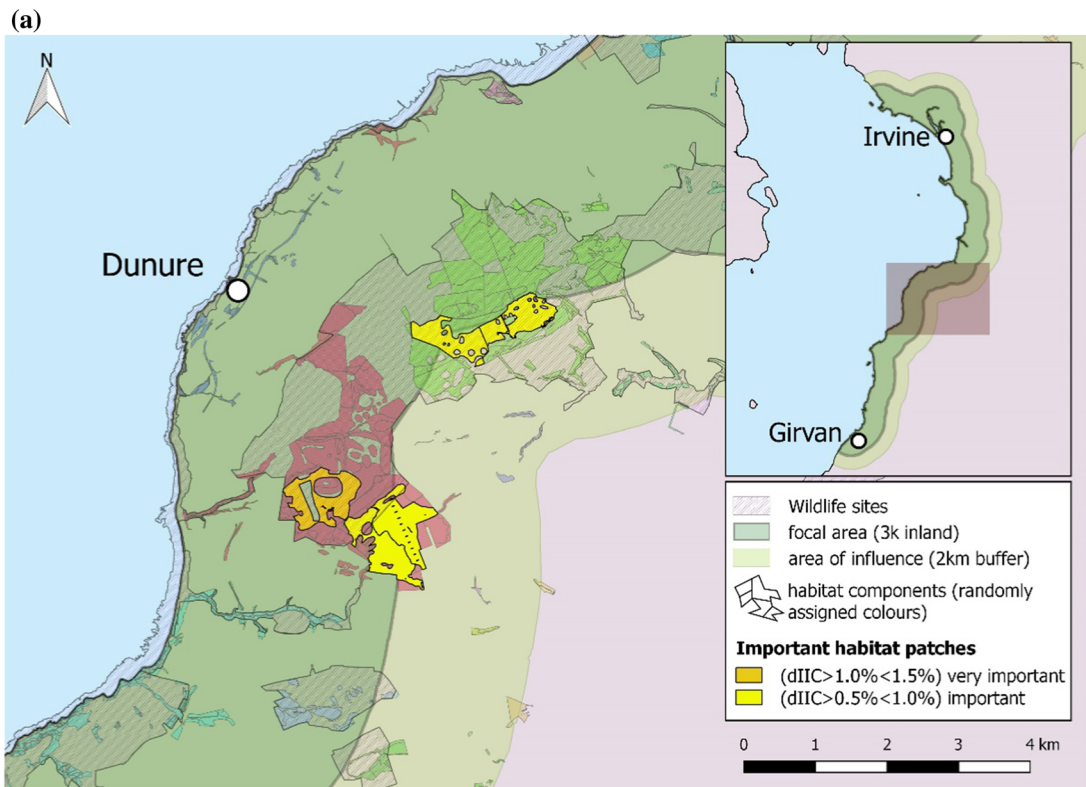 (a)
N
Dunure
Irvine
Girvan
Wildlife sites
focal area (3k inland)
area of influence (2km buffer)
habitat components (randomly
assigned colours)
Important habitat patches
(dIIC>1.0%<1.5%) very important
(dIIC>0.5%<1.0%) important
0 1 2 3 4 km